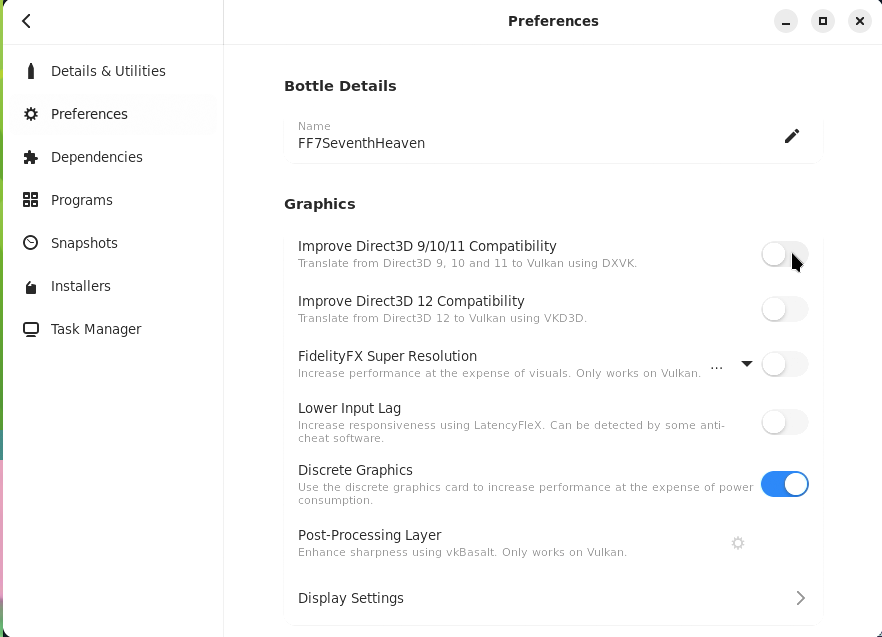 Preferences
Details & Utilities
Preferences
Dependencies
Programs
Snapshots
Installers
Task Manager
Bottle Details
Name
FF7SeventhHeaven
Graphics
Improve Direct3D 9/10/11 Compatibility
Translate from Direct3D 9, 10 and 11 to Vulkan using DXVK.
Improve Direct3D 12 Compatibility
Translate from Direct3D 12 to Vulkan using VKD3D.
FidelityFX Super Resolution
Increase performance at the expense of visuals. Only works on Vulkan.
...
Lower Input Lag
Increase responsiveness using LatencyFleX. Can be detected by some anti-
cheat software.
Discrete Graphics
Use the discrete graphics card to increase performance at the expense of power
consumption.
Post-Processing Layer
Enhance sharpness using vkBasalt. Only works on Vulkan.
Display Settings